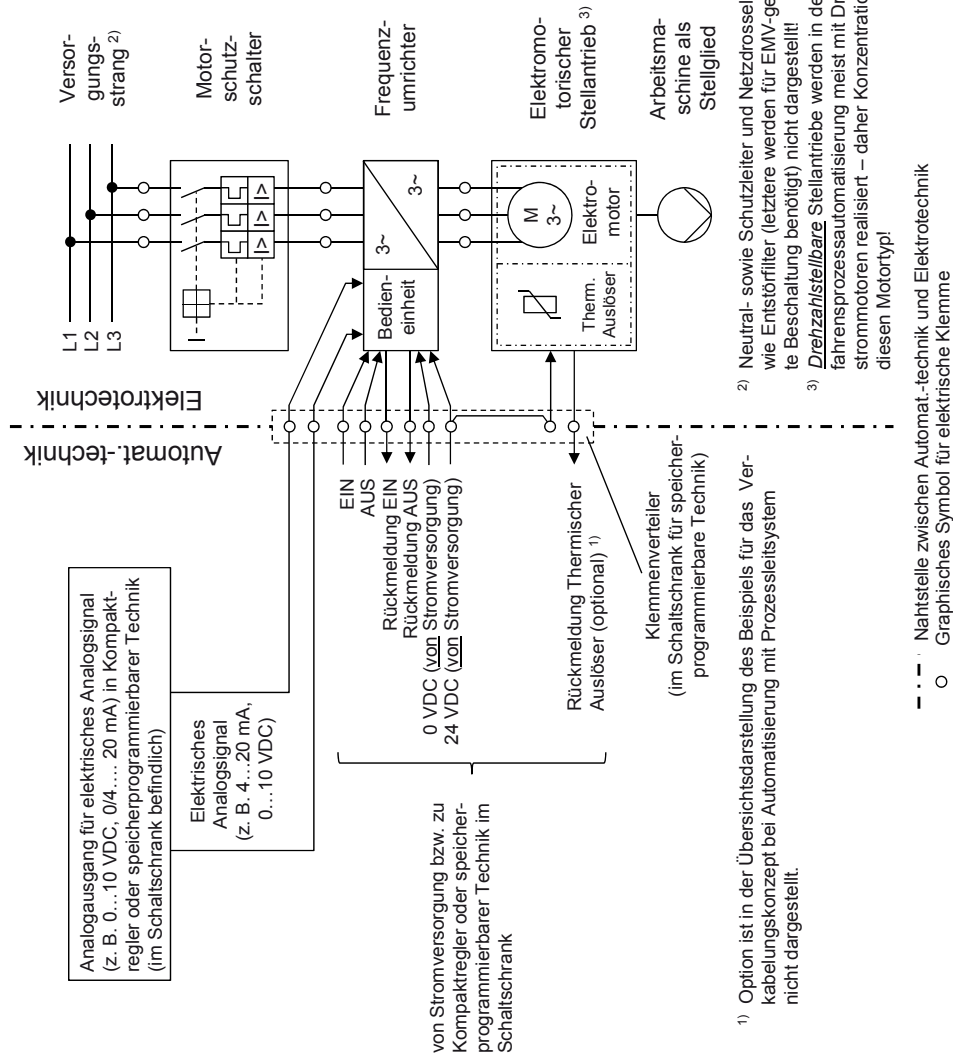 Analogausgang für elektrisches Analogsignal
(z. B. 0…10 VDC, 0/4…. 20 mA) in Kompakt-
regler oder speicherprogrammierbarer Technik
(im Schaltschrank befindlich)
Elektrisches
Analogsignal
(z. B. 4…20 mA,
0…10 VDC)
Automat.-technik
Elektrotechnik
L1
L2
L3
Versor-
gungs-
strang 2)
I> I> I>
Motor-
schutz-
schalter
Bedien-
einheit
3~
3~
Frequenz-
umrichter
Therm.
Auslöser
M
3~
Elektro-
motor
Elektromo-
torischer
Stellantrieb 3)
Arbeitsma-
schine als
Stellglied
EIN
AUS
Rückmeldung EIN
Rückmeldung AUS
0 VDC (von Stromversorgung)
24 VDC (von Stromversorgung)
Rückmeldung Thermischer
Auslöser (optional) 1)
von Stromversorgung bzw. zu
Kompaktregler oder speicher-
programmierbarer Technik im
Schaltschrank
Klemmenverteiler
(im Schaltschrank für speicher-
programmierbare Technik)
1) Option ist in der Übersichtsdarstellung des Beispiels für das Ver-
kabelungskonzept bei Automatisierung mit Prozessleitsystem
nicht dargestellt.
2) Neutral- sowie Schutzleiter und Netzdrossel
wie Entstörfilter (letztere werden für EMV-ge
te Beschaltung benötigt) nicht dargestellt!
3) Drehzahlstellbare Stellantriebe werden in de
fahrensprozessautomatisierung meist mit Dr
strommotoren realisiert – daher Konzentratio
diesen Motortyp!
Nahtstelle zwischen Automat.-technik und Elektrotechnik
Graphisches Symbol für elektrische Klemme